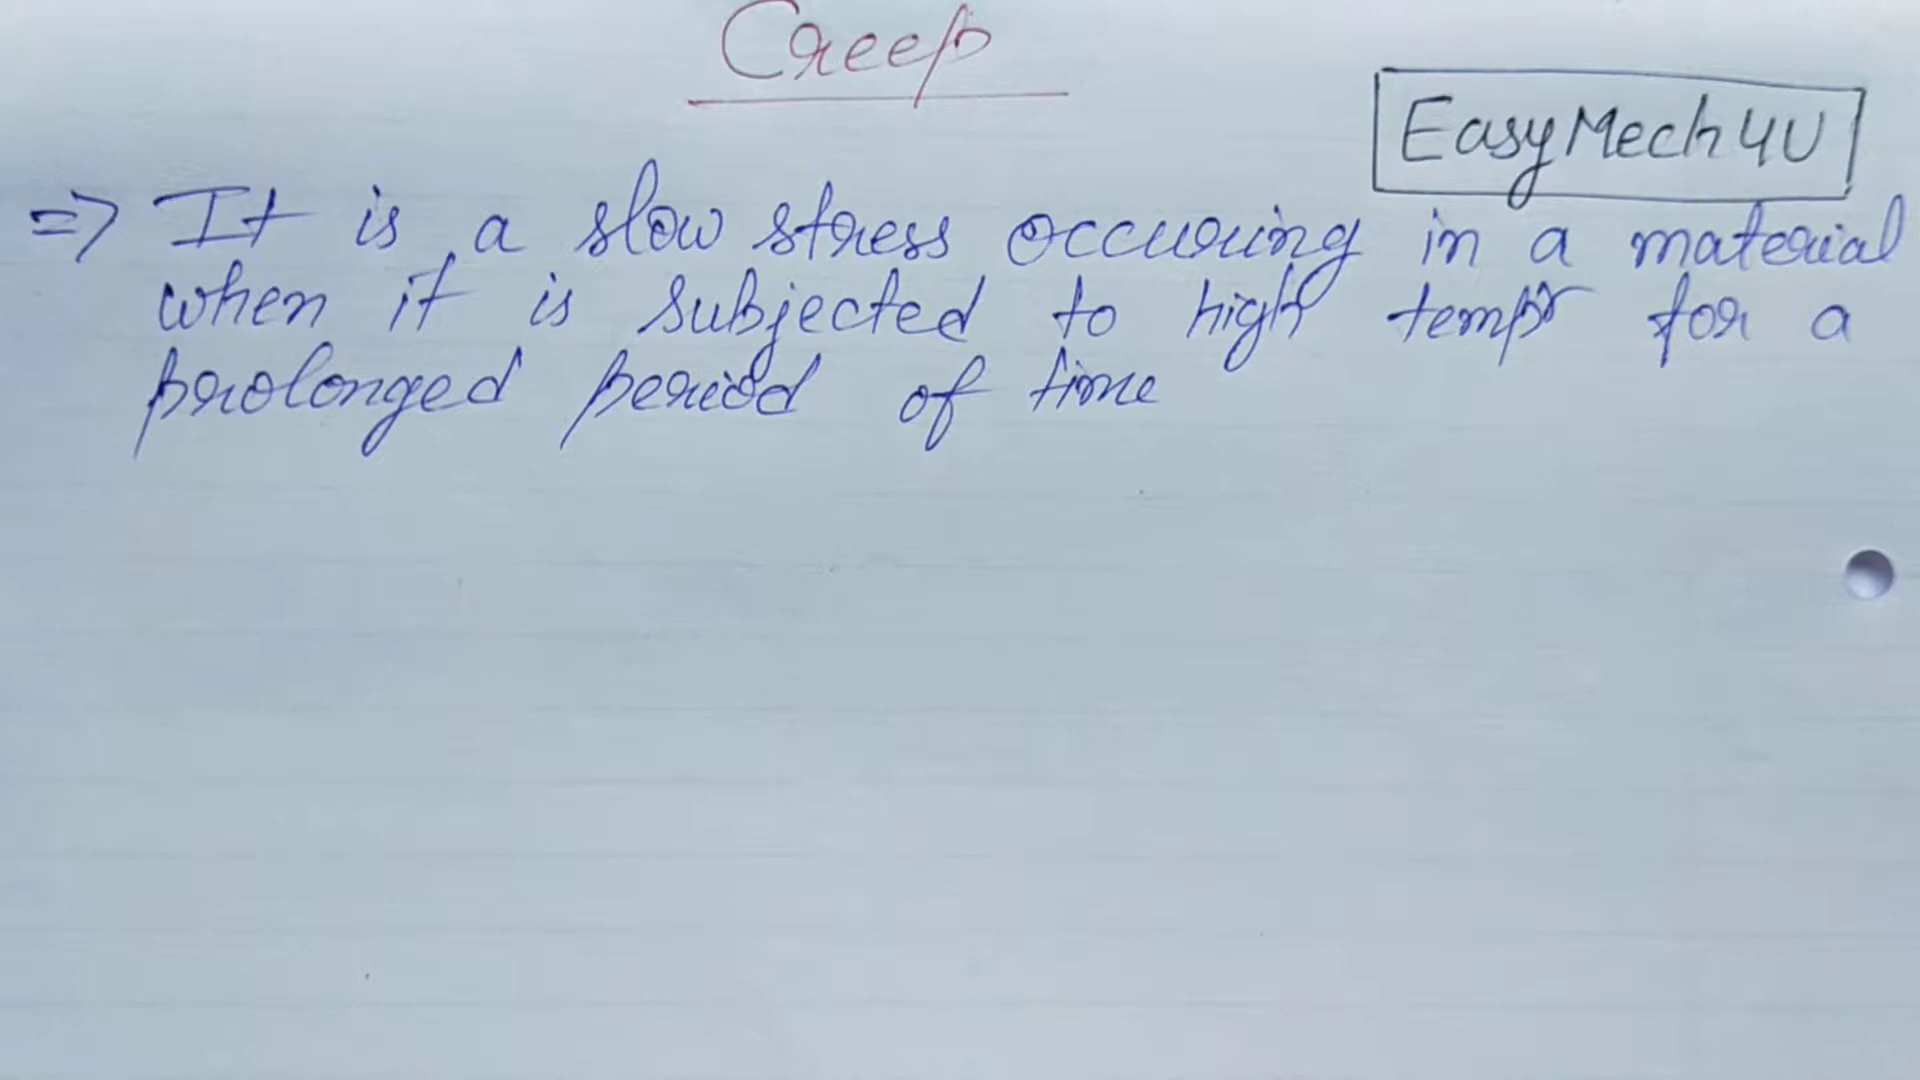 Creep
EasyMech4U
=> It is a slow stress occuring in a material
when it is subjected to high tempr for a
prolonged period of time